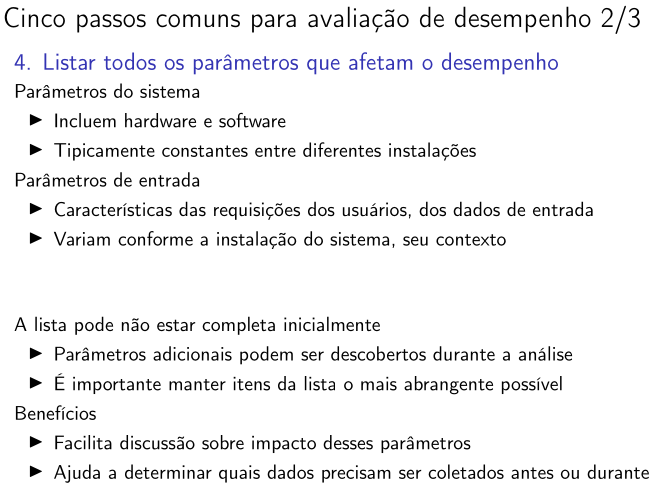 Cinco passos comuns para avaliação de desempenho 2/3
4. Listar todos os parâmetros que afetam o desempenho
Parâmetros do sistema
▶ Incluem hardware e software
▶ Tipicamente constantes entre diferentes instalações
Parâmetros de entrada
▶ Características das requisições dos usuários, dos dados de entrada
▶ Variam conforme a instalação do sistema, seu contexto
A lista pode não estar completa inicialmente
▶ Parâmetros adicionais podem ser descobertos durante a análise
▶ É importante manter itens da lista o mais abrangente possível
Benefícios
▶ Facilita discussão sobre impacto desses parâmetros
▶ Ajuda a determinar quais dados precisam ser coletados antes ou durante